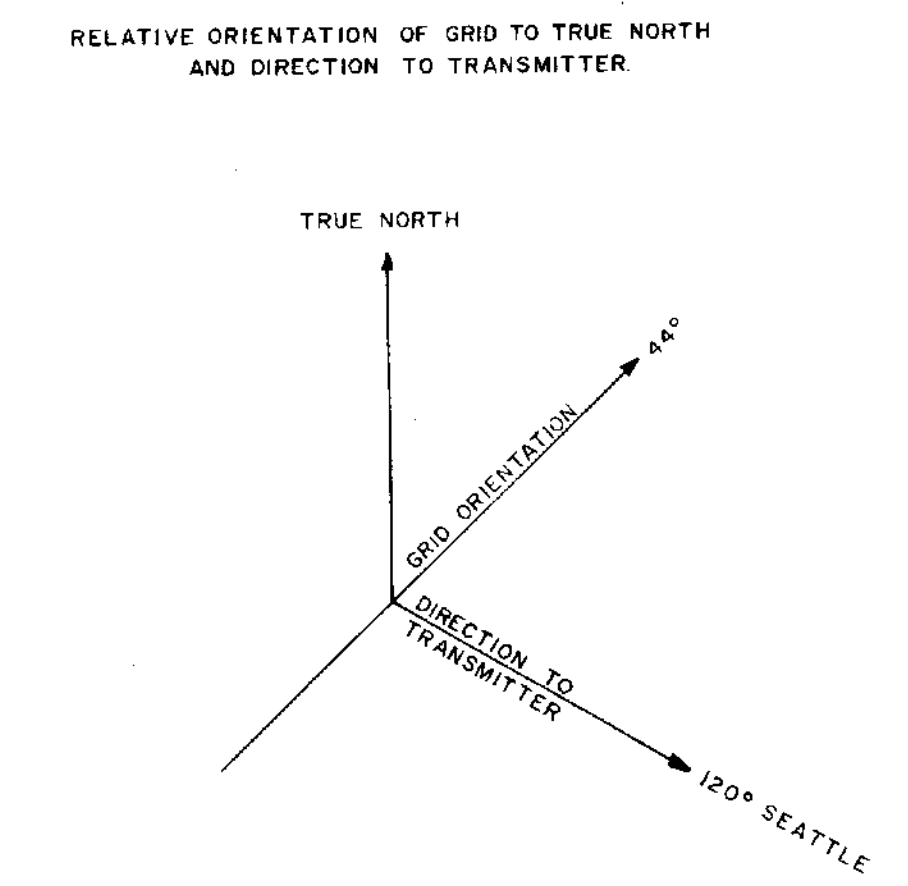 RELATIVE ORIENTATION OF GRID TO TRUE NORTH
AND DIRECTION TO TRANSMITTER.
TRUE NORTH
44°
GRID ORIENTATION
DIRECTION TO
TRANSMITTER
120° SEATTLE